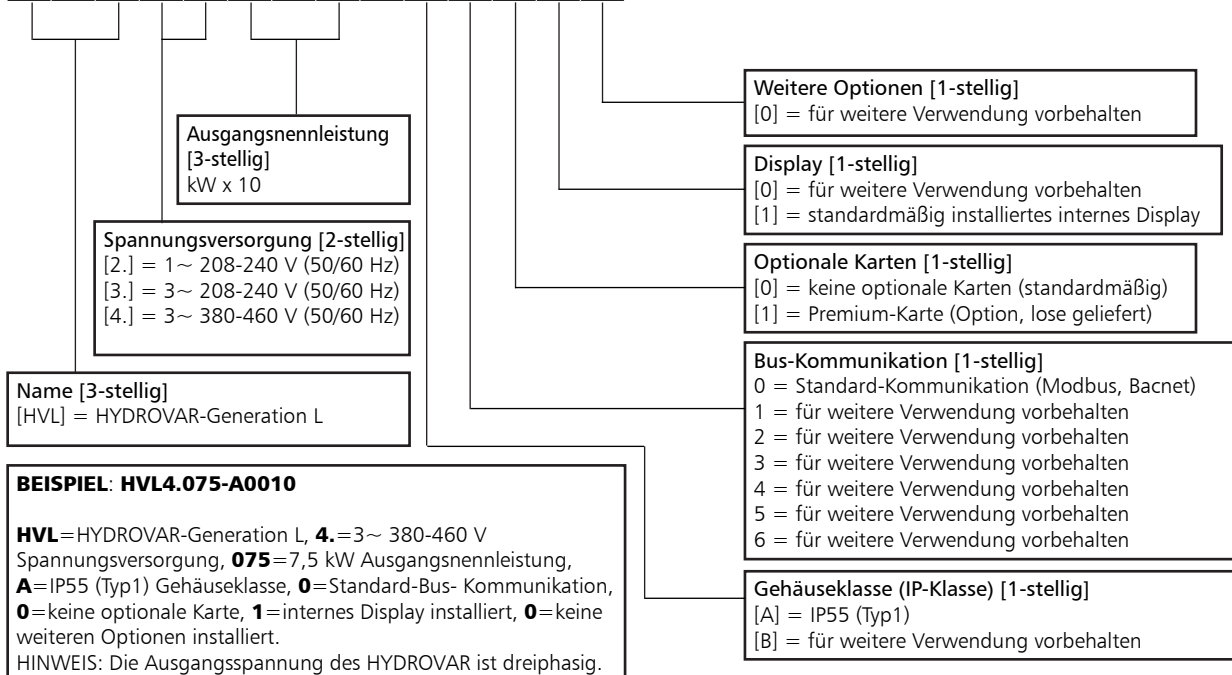 Ausgangsnennleistung
[3-stellig]
kW x 10
Spannungsversorgung [2-stellig]
[2.] = 1~ 208-240 V (50/60 Hz)
[3.] = 3~ 208-240 V (50/60 Hz)
[4.] = 3~ 380-460 V (50/60 Hz)
Name [3-stellig]
[HVL] = HYDROVAR-Generation L
BEISPIEL: HVL4.075-A0010
HVL=HYDROVAR-Generation L, 4.=3~ 380-460 V
Spannungsversorgung, 075=7,5 kW Ausgangsnennleistung,
A=IP55 (Typ1) Gehäuseklasse, 0=Standard-Bus- Kommunikation,
0=keine optionale Karte, 1=internes Display installiert, 0=keine
weiteren Optionen installiert.
HINWEIS: Die Ausgangsspannung des HYDROVAR ist dreiphasig.
Weitere Optionen [1-stellig]
[0] = für weitere Verwendung vorbehalten
Display [1-stellig]
[0] = für weitere Verwendung vorbehalten
[1] = standardmäßig installiertes internes Display
Optionale Karten [1-stellig]
[0] = keine optionale Karten (standardmäßig)
[1] = Premium-Karte (Option, lose geliefert)
Bus-Kommunikation [1-stellig]
0 = Standard-Kommunikation (Modbus, Bacnet)
1 = für weitere Verwendung vorbehalten
2 = für weitere Verwendung vorbehalten
3 = für weitere Verwendung vorbehalten
4 = für weitere Verwendung vorbehalten
5 = für weitere Verwendung vorbehalten
6 = für weitere Verwendung vorbehalten
Gehäuseklasse (IP-Klasse) [1-stellig]
[A] = IP55 (Typ1)
[B] = für weitere Verwendung vorbehalten